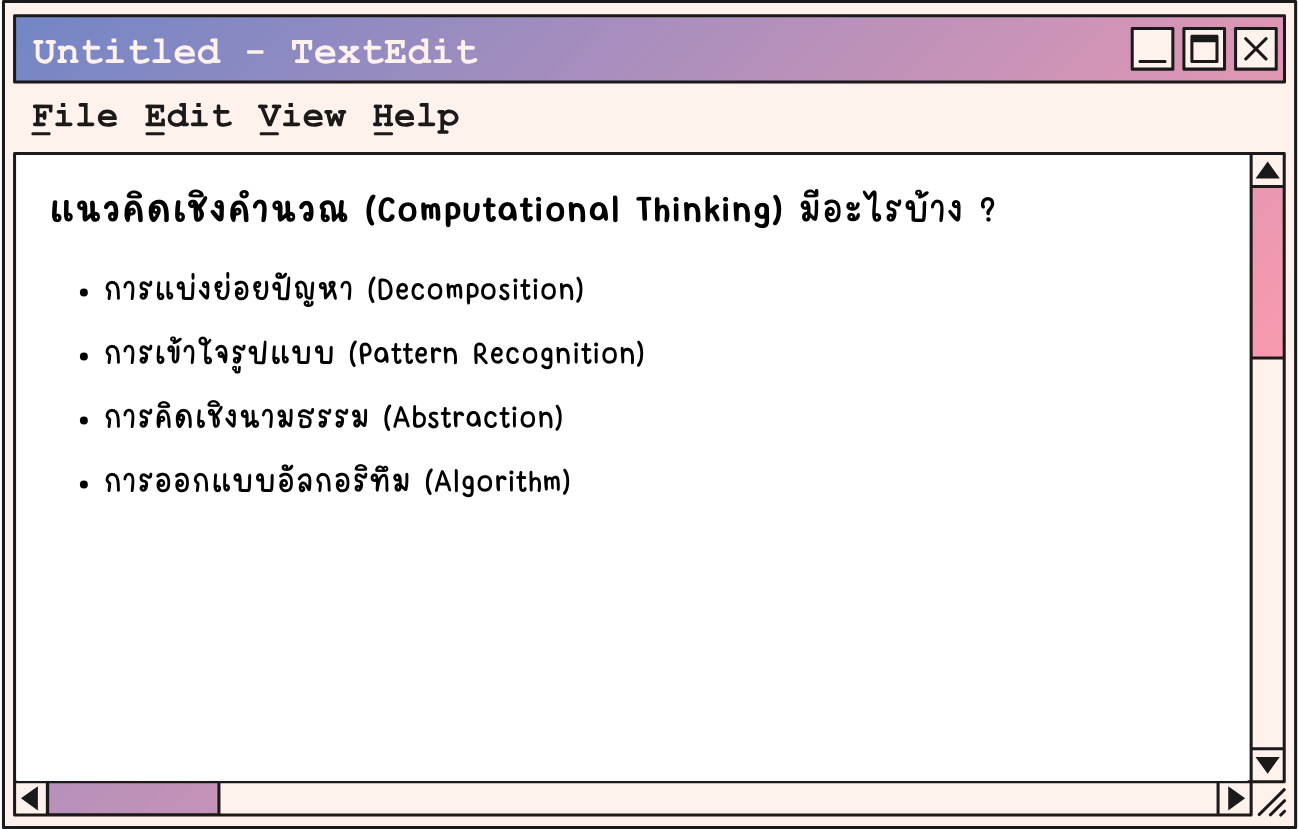 Untitled - TextEdit
File Edit View Help
แนวคิดเชิงคำนวณ (Computational Thinking) มีอะไรบ้าง ?
• การแบ่งย่อยปัญหา (Decomposition)
• การเข้าใจรูปแบบ (Pattern Recognition)
• การคิดเชิงนามธรรม (Abstraction)
• การออกแบบอัลกอริทึม (Algorithm)